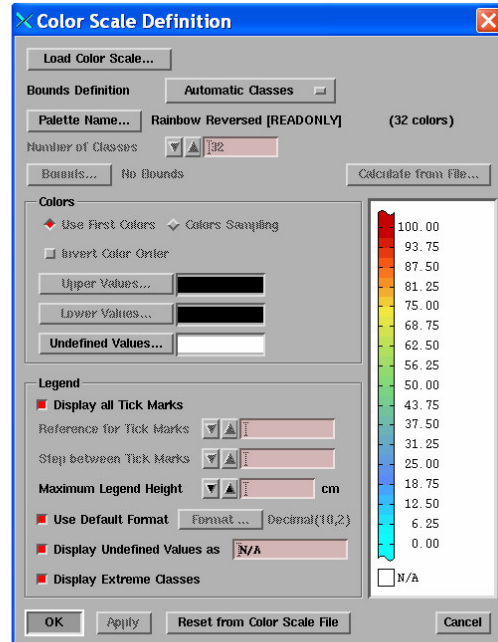 Color Scale Definition
Load Color Scale...
Bounds Definition Automatic Classes
Palette Name... Rainbow Reversed [READONLY] (32 colors)
Number of Classes 32
Bounds... No Bounds Calculate from File...
Colors
Use First Colors Colors Sampling
Invert Color Order
Upper Values...
Lower Values...
Undefined Values...
Legend
Display all Tick Marks
Reference for Tick Marks
Step between Tick Marks
Maximum Legend Height cm
Use Default Format Format ... Decimal(10,2)
Display Undefined Values as N/A
Display Extreme Classes
100.00
93.75
87.50
81.25
75.00
68.75
62.50
56.25
50.00
43.75
37.50
31.25
25.00
18.75
12.50
6.25
0.00
N/A
OK Apply Reset from Color Scale File Cancel